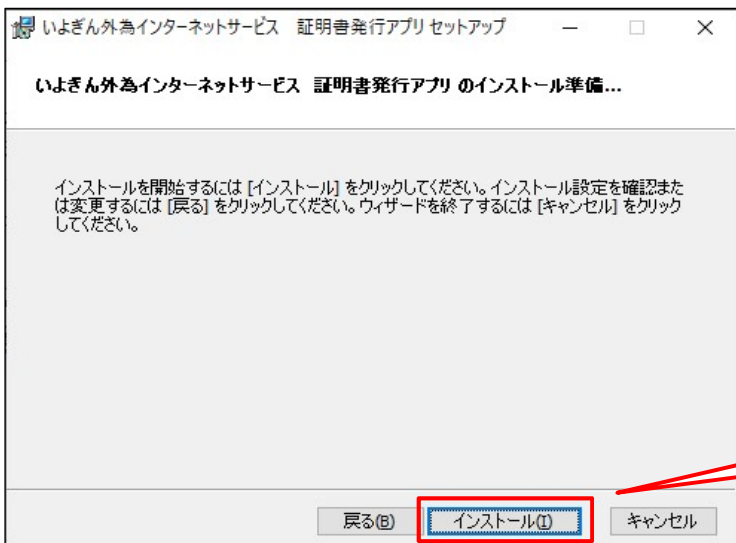 いよぎん外為インターネットサービス　証明書発行アプリ セットアップ
いよぎん外為インターネットサービス　証明書発行アプリ のインストール準備...
インストールを開始するには [インストール] をクリックしてください。インストール設定を確認また
は変更するには [戻る] をクリックしてください。ウィザードを終了するには [キャンセル] をクリック
してください。
戻る(B)　インストール(I)　キャンセル